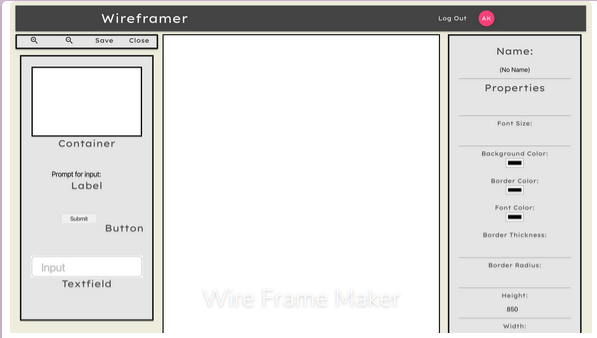 Wireframer
Log Out AK
Save Close
Container
Prompt for input:
Label
Submit
Button
Input
Textfield
Wire Frame Maker
Name:
(No Name)
Properties
Font Size:
Background Color:
Border Color:
Font Color:
Border Thickness:
Border Radius:
Height:
850
Width: